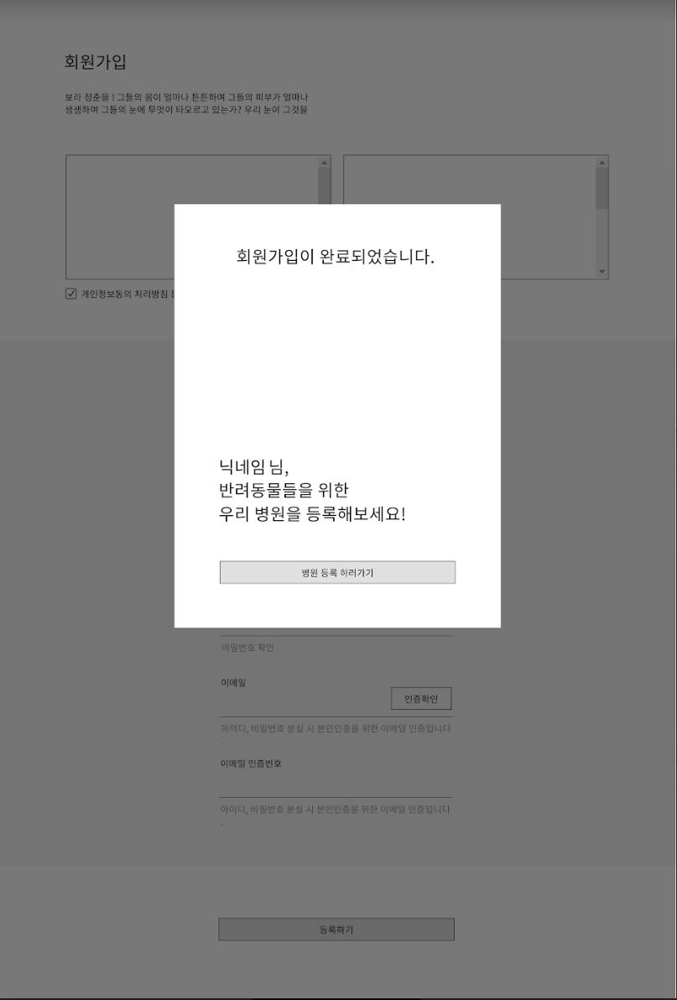 회원가입
보라 청춘을 ! 그들의 몸이 얼마나 튼튼하며 그들의 피부가 얼마나
생생하며 그들의 눈에 무엇이 타오르고 있는가? 우리 눈이 그것을
개인정보동의 처리방침
회원가입이 완료되었습니다.
닉네임 님,
반려동물들을 위한
우리 병원을 등록해보세요!
병원 등록 하러가기
비밀번호 확인
이메일
인증확인
아이디, 비밀번호 분실 시 본민인증을 위한 이메일 인증입니다
.
이메일 인증번호
아이디, 비밀번호 분실 시 본인인증을 위한 이메일 인증입니다
.
등록하기